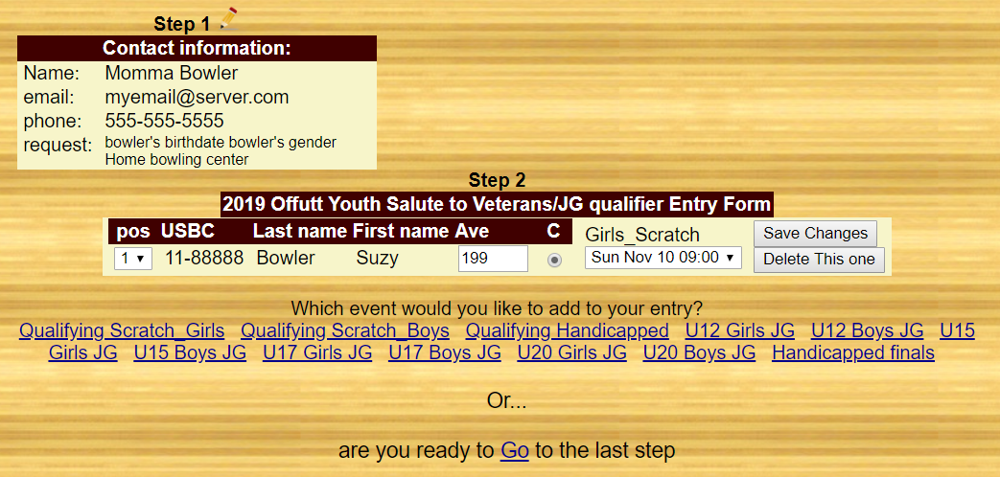 Step 1
Contact information:
Name: Momma Bowler
email: myemail@server.com
phone: 555-555-5555
request: bowler's birthdate bowler's gender
Home bowling center
Step 2
2019 Offutt Youth Salute to Veterans/JG qualifier Entry Form
pos USBC Last name First name Ave C Girls_Scratch Save Changes
1 11-88888 Bowler Suzy 199 Sun Nov 10 09:00 Delete This one
Which event would you like to add to your entry?
Qualifying Scratch_Girls Qualifying Scratch_Boys Qualifying Handicapped U12 Girls JG U12 Boys JG U15
Girls JG U15 Boys JG U17 Girls JG U17 Boys JG U20 Girls JG U20 Boys JG Handicapped finals
Or...
are you ready to Go to the last step